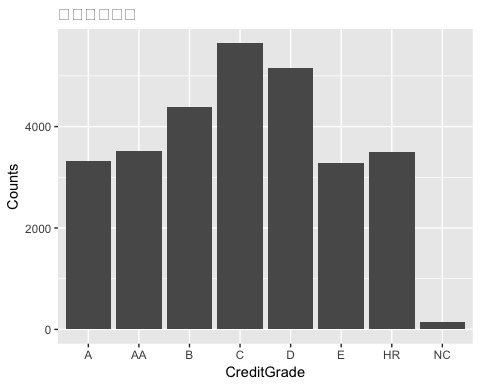 4000
2000
0
Counts
A AA B C D E HR NC
CreditGrade